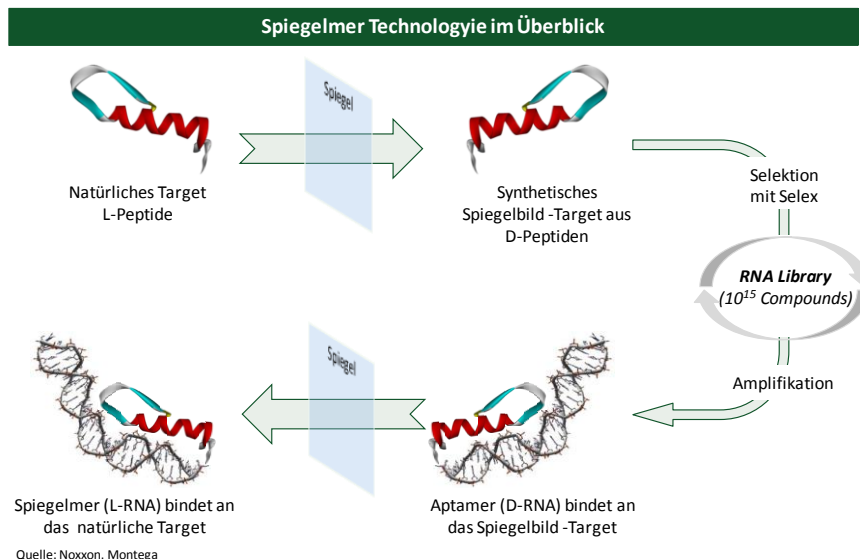 Spiegelmer Technologyie im Überblick
Spiegel
Natürliches Target
L-Peptide
Synthetisches
Spiegelbild -Target aus
D-Peptiden
Selektion
mit Selex
RNA Library
(10¹⁵ Compounds)
Amplifikation
Spiegel
Spiegelmer (L-RNA) bindet an
das natürliche Target
Aptamer (D-RNA) bindet an
das Spiegelbild -Target
Quelle: Noxxon, Montega